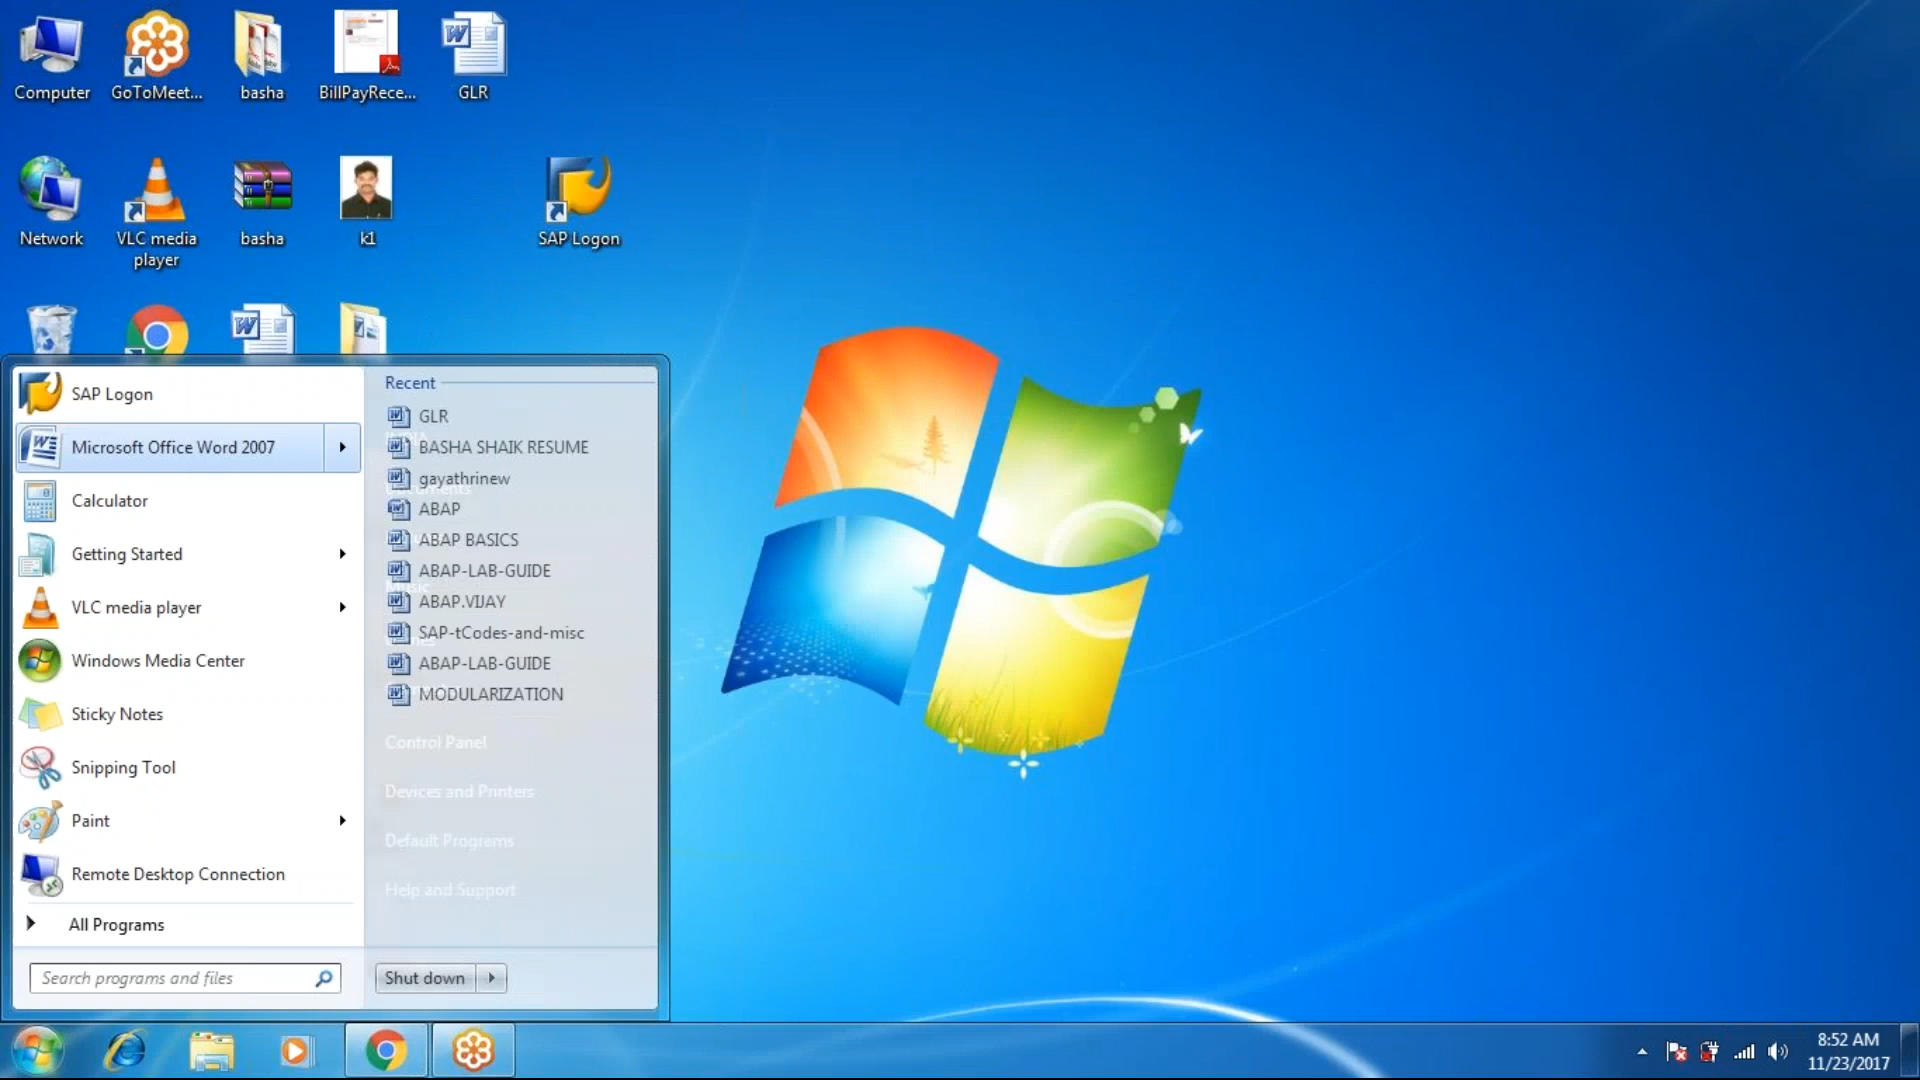 Computer
GoToMeet...
basha
BillPayRece...
GLR
Network
VLC media
player
basha
k1
SAP Logon
SAP Logon
Microsoft Office Word 2007
Calculator
Getting Started
VLC media player
Windows Media Center
Sticky Notes
Snipping Tool
Paint
Remote Desktop Connection
All Programs
Search programs and files
Recent
GLR
BASHA SHAIK RESUME
gayathrinew
Documents
ABAP
ABAP BASICS
ABAP-LAB-GUIDE
Music
ABAP.VIJAY
SAP-tCodes-and-misc
ABAP-LAB-GUIDE
MODULARIZATION
Control Panel
Devices and Printers
Default Programs
Help and Support
Shut down
8:52 AM
11/23/2017